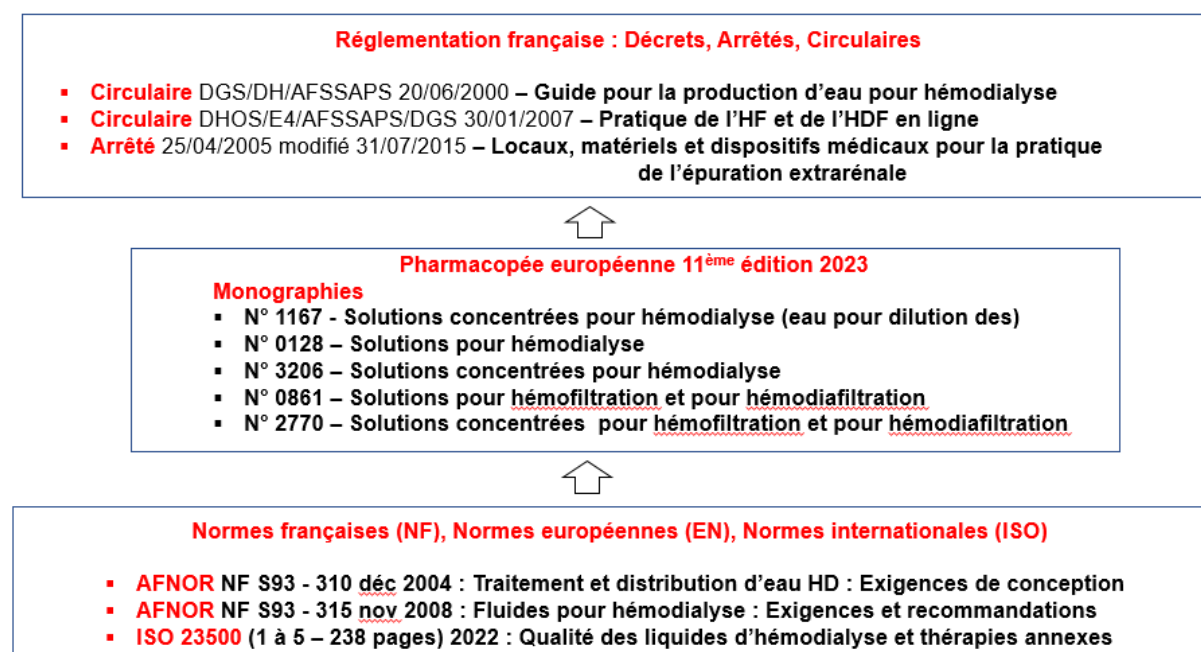 Réglementation française : Décrets, Arrêtés, Circulaires
▪ Circulaire DGS/DH/AFSSAPS 20/06/2000 – Guide pour la production d’eau pour hémodialyse
▪ Circulaire DHOS/E4/AFSSAPS/DGS 30/01/2007 – Pratique de l’HF et de l’HDF en ligne
▪ Arrêté 25/04/2005 modifié 31/07/2015 – Locaux, matériels et dispositifs médicaux pour la pratique
de l’épuration extrarénale
Pharmacopée européenne 11ème édition 2023
Monographies
▪ N° 1167 - Solutions concentrées pour hémodialyse (eau pour dilution des)
▪ N° 0128 – Solutions pour hémodialyse
▪ N° 3206 – Solutions concentrées pour hémodialyse
▪ N° 0861 – Solutions pour hémofiltration et pour hémodiafiltration
▪ N° 2770 – Solutions concentrées pour hémofiltration et pour hémodiafiltration
Normes françaises (NF), Normes européennes (EN), Normes internationales (ISO)
▪ AFNOR NF S93 - 310 déc 2004 : Traitement et distribution d’eau HD : Exigences de conception
▪ AFNOR NF S93 - 315 nov 2008 : Fluides pour hémodialyse : Exigences et recommandations
▪ ISO 23500 (1 à 5 – 238 pages) 2022 : Qualité des liquides d’hémodialyse et thérapies annexes